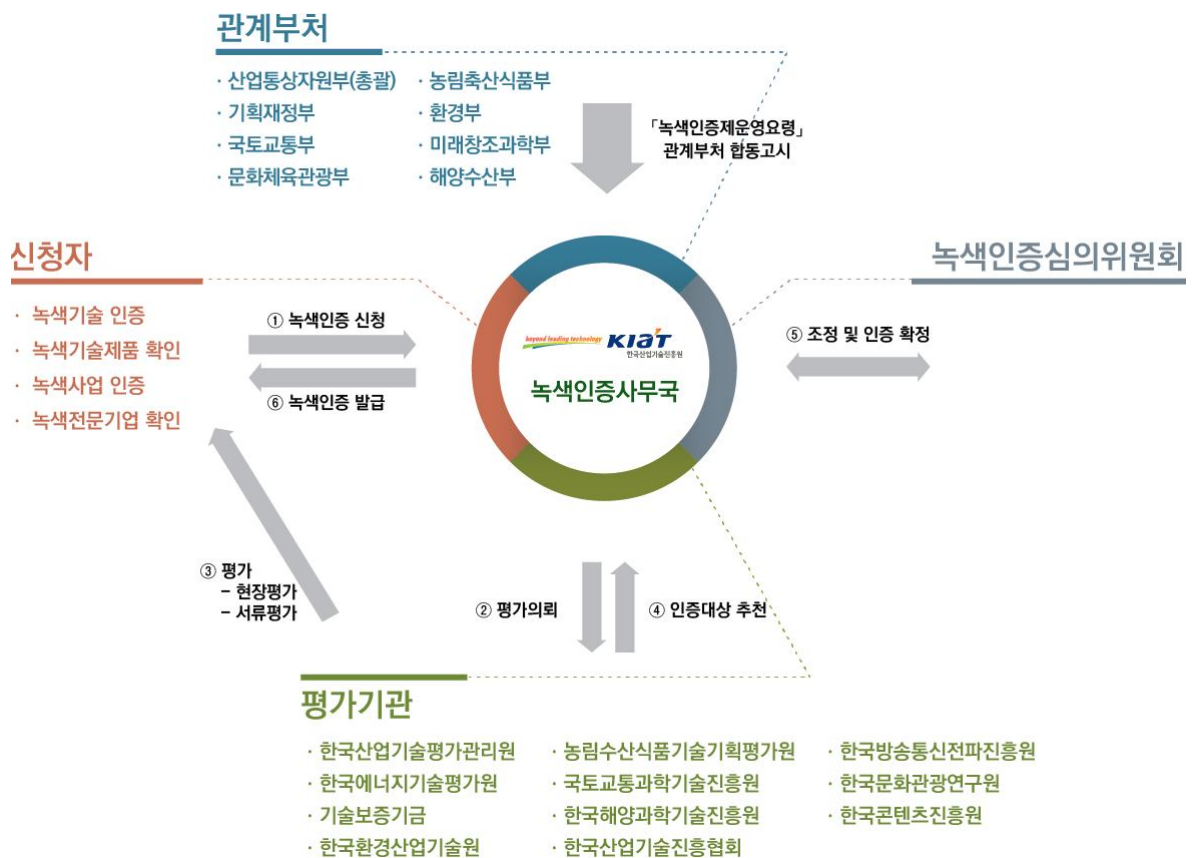 관계부처
· 산업통상자원부(총괄)
· 기획재정부
· 국토교통부
· 문화체육관광부
· 농림축산식품부
· 환경부
· 미래창조과학부
· 해양수산부
「녹색인증제운영요령」
관계부처 합동고시
신청자
· 녹색기술 인증
· 녹색기술제품 확인
· 녹색사업 인증
· 녹색전문기업 확인
① 녹색인증 신청
⑥ 녹색인증 발급
beyond leading technology KIAT
한국산업기술진흥원
녹색인증사무국
녹색인증심의위원회
⑤ 조정 및 인증 확정
③ 평가
– 현장평가
– 서류평가
② 평가의뢰
④ 인증대상 추천
평가기관
· 한국산업기술평가관리원
· 한국에너지기술평가원
· 기술보증기금
· 한국환경산업기술원
· 농림수산식품기술기획평가원
· 국토교통과학기술진흥원
· 한국해양과학기술진흥원
· 한국산업기술진흥협회
· 한국방송통신전파진흥원
· 한국문화관광연구원
· 한국콘텐츠진흥원